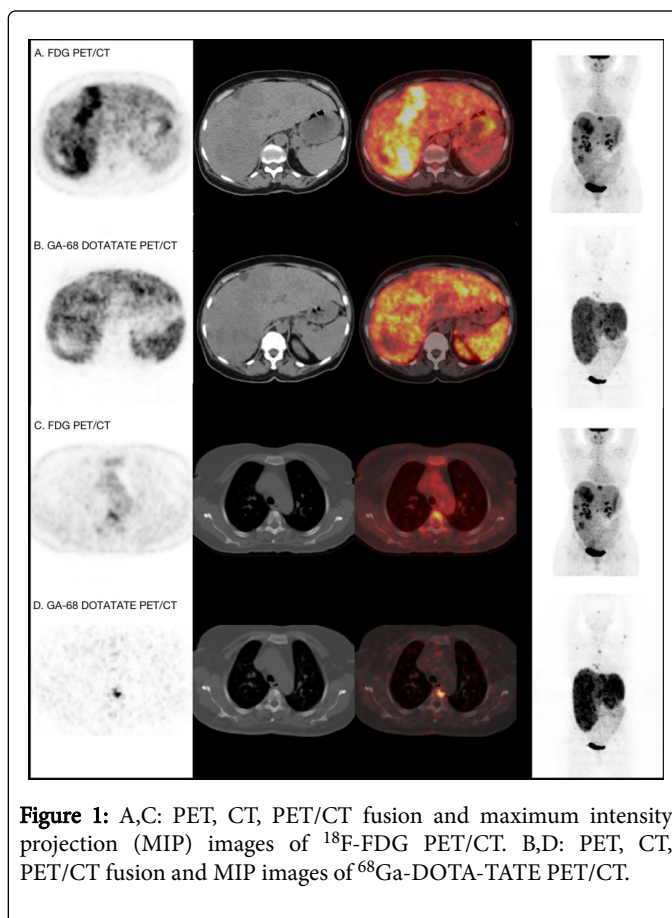 A. FDG PET/CT
B. GA-68 DOTATATE PET/CT
C. FDG PET/CT
D. GA-68 DOTATATE PET/CT
Figure 1: A,C: PET, CT, PET/CT fusion and maximum intensity
projection (MIP) images of ¹⁸F-FDG PET/CT. B,D: PET, CT,
PET/CT fusion and MIP images of ⁶⁸Ga-DOTA-TATE PET/CT.